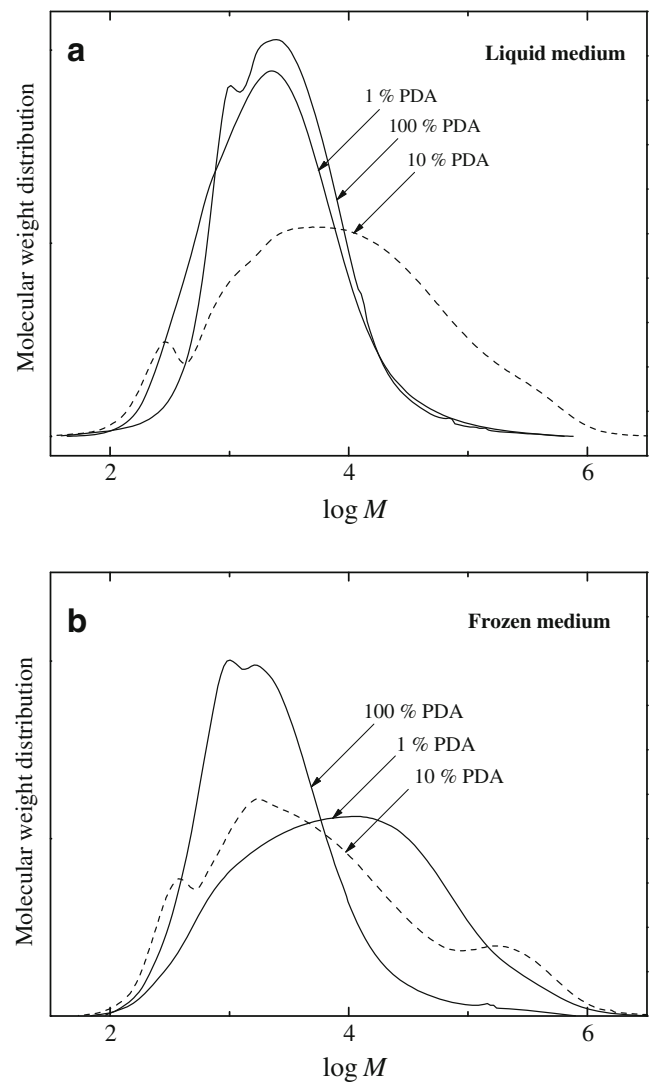 a
Liquid medium
1 % PDA
100 % PDA
10 % PDA
Molecular weight distribution
2 4 6
log M
b
Frozen medium
100 % PDA
1 % PDA
10 % PDA
Molecular weight distribution
2 4 6
log M